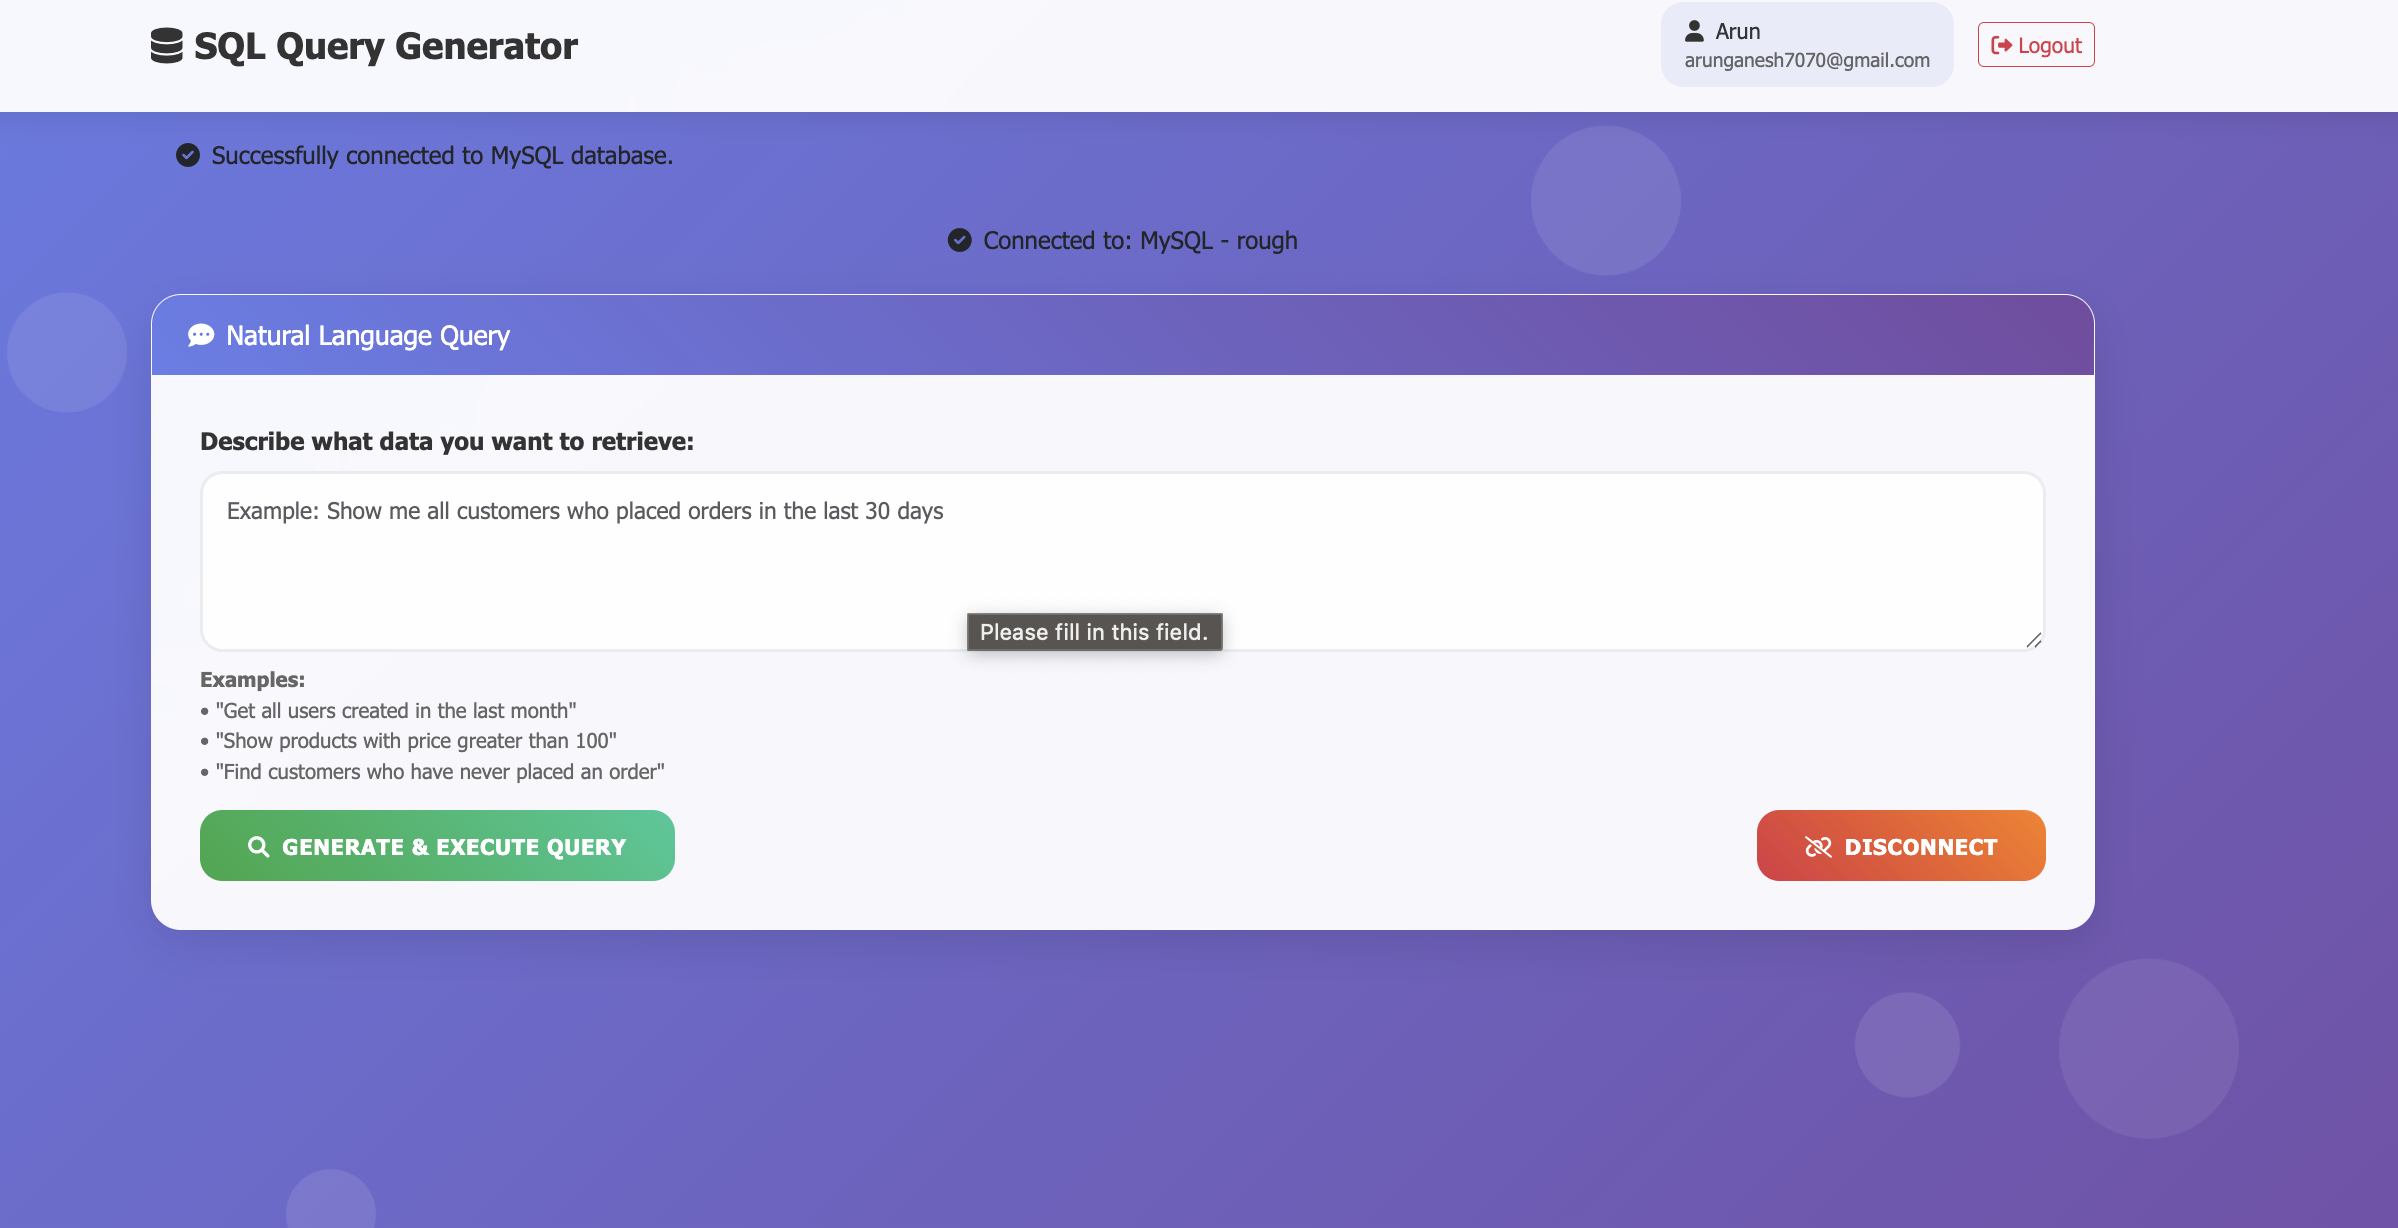 SQL Query Generator
Arun
arunganesh7070@gmail.com
Logout
Successfully connected to MySQL database.
Connected to: MySQL - rough
Natural Language Query
Describe what data you want to retrieve:
Example: Show me all customers who placed orders in the last 30 days
Please fill in this field.
Examples:
• "Get all users created in the last month"
• "Show products with price greater than 100"
• "Find customers who have never placed an order"
GENERATE & EXECUTE QUERY
DISCONNECT